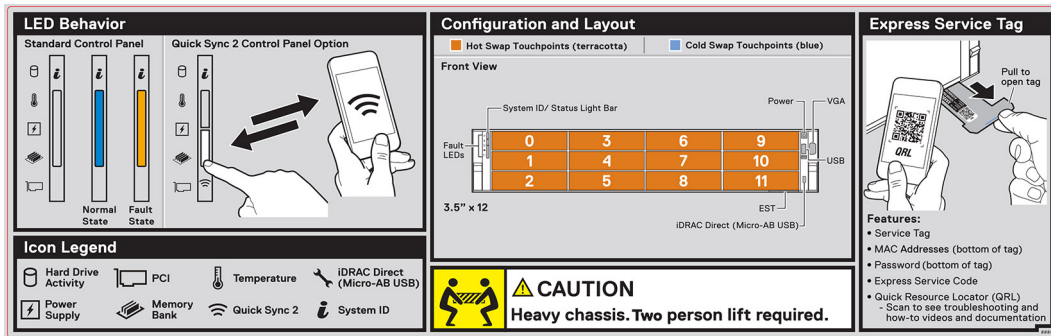 LED Behavior
Standard Control Panel
Quick Sync 2 Control Panel Option
i
i
i
i
Normal
State
Fault
State
Icon Legend
Hard Drive
Activity
PCI
Temperature
iDRAC Direct
(Micro-AB USB)
Power
Supply
Memory
Bank
Quick Sync 2
i
System ID
Configuration and Layout
Hot Swap Touchpoints (terracotta)
Cold Swap Touchpoints (blue)
Front View
System ID/ Status Light Bar
Power
VGA
Fault
LEDs
0 3 6 9
1 4 7 10
2 5 8 11
USB
3.5" x 12
EST
iDRAC Direct (Micro-AB USB)
CAUTION
Heavy chassis. Two person lift required.
Express Service Tag
Pull to
open tag
QRL
Features:
• Service Tag
• MAC Addresses (bottom of tag)
• Password (bottom of tag)
• Express Service Code
• Quick Resource Locator (QRL)
- Scan to see troubleshooting and
how-to videos and documentation